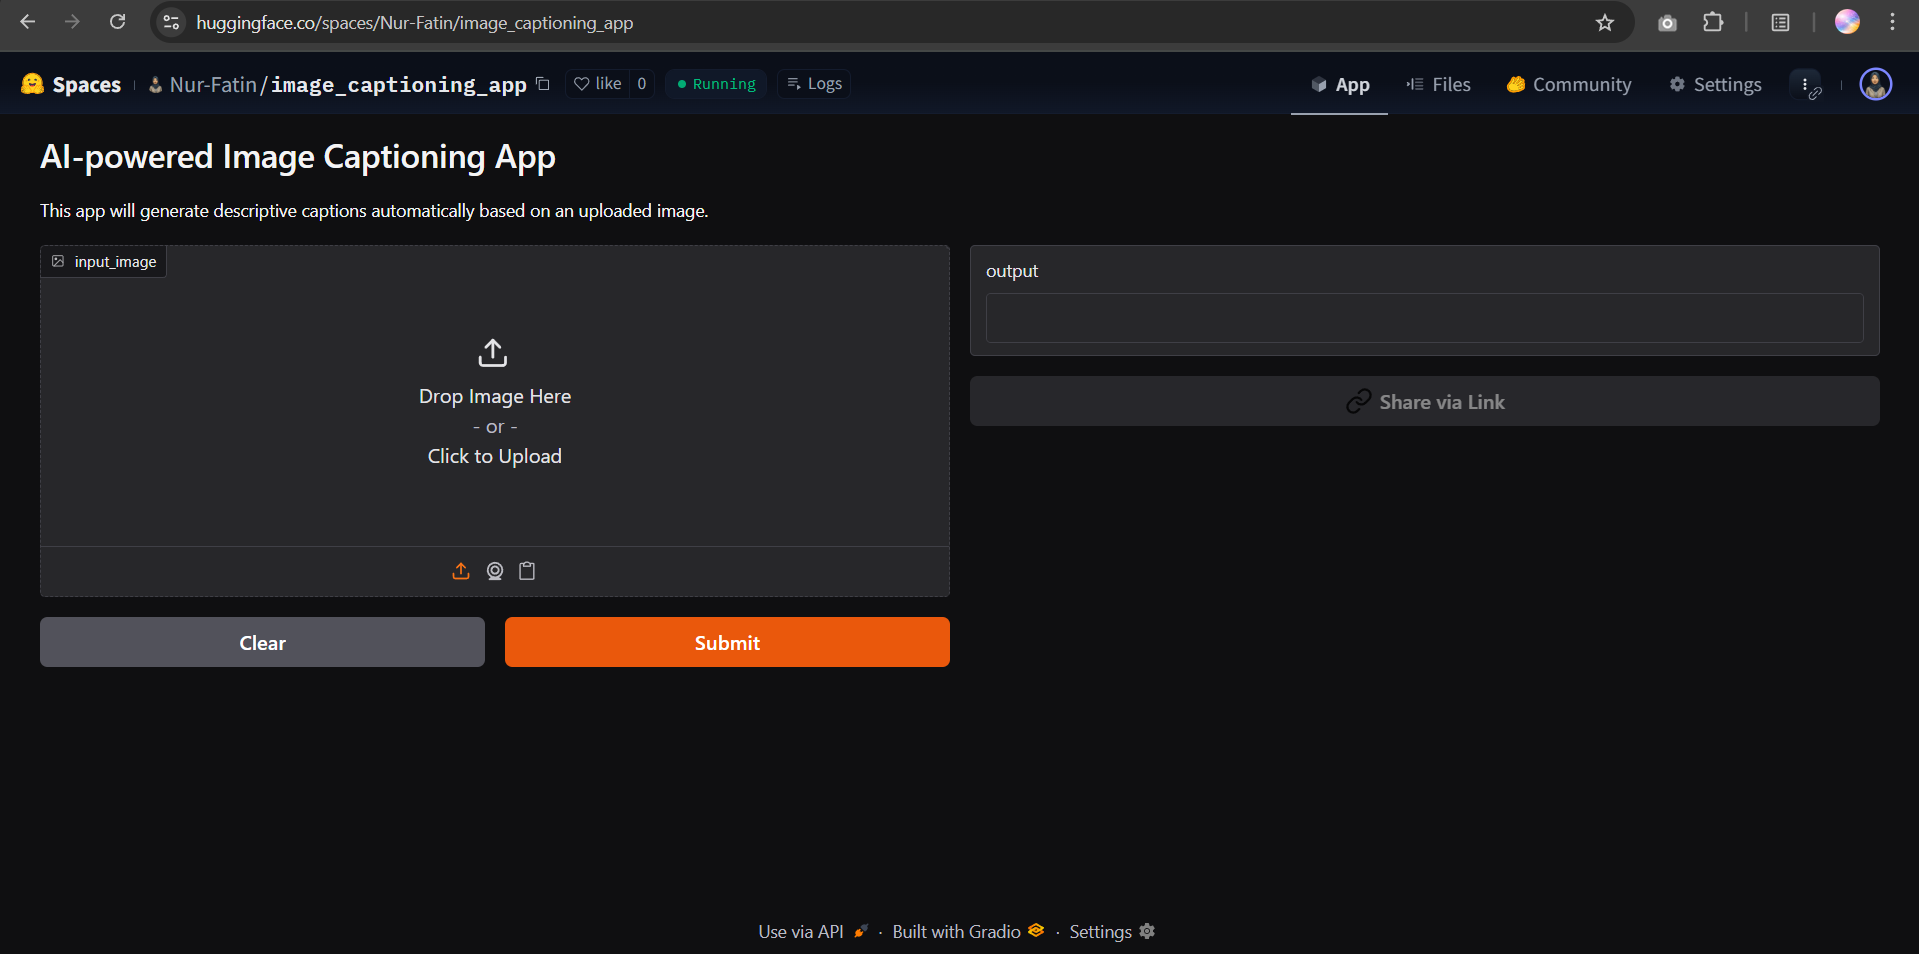 huggingface.co/spaces/Nur-Fatin/image_captioning_app
Spaces Nur-Fatin/image_captioning_app like 0 Running Logs App Files Community Settings
AI-powered Image Captioning App
This app will generate descriptive captions automatically based on an uploaded image.
input_image
Drop Image Here
- or -
Click to Upload
Clear
Submit
output
Share via Link
Use via API · Built with Gradio · Settings